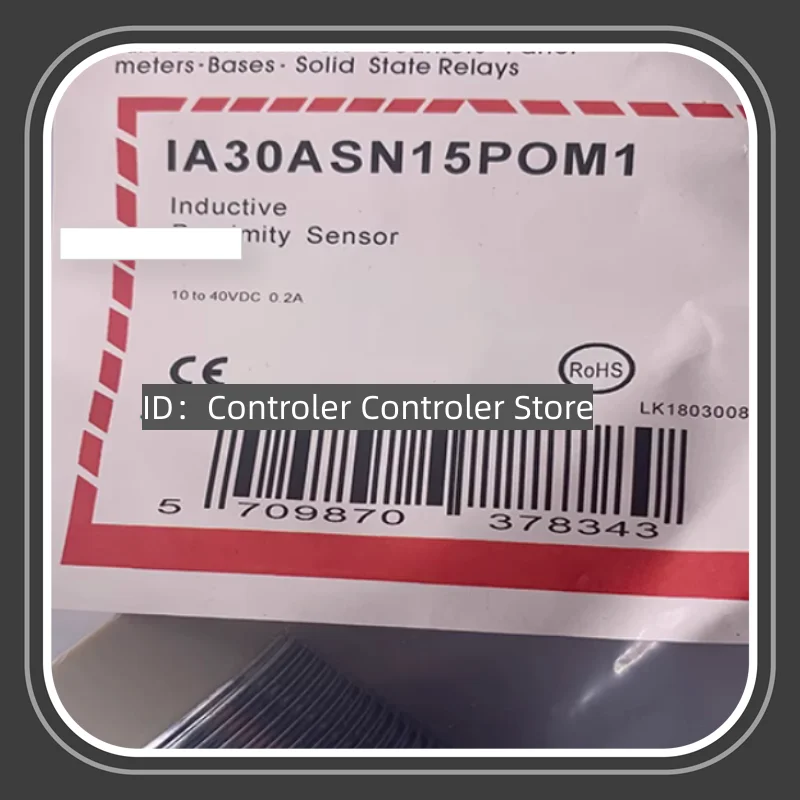 meters·Bases· Solid State Relays
IA30ASN15POM1
Inductive
Sensor
10 to 40VDC 0.2A
CE
RoHS
ID：Controler Controler Store
LK1803008
5 709870 378343